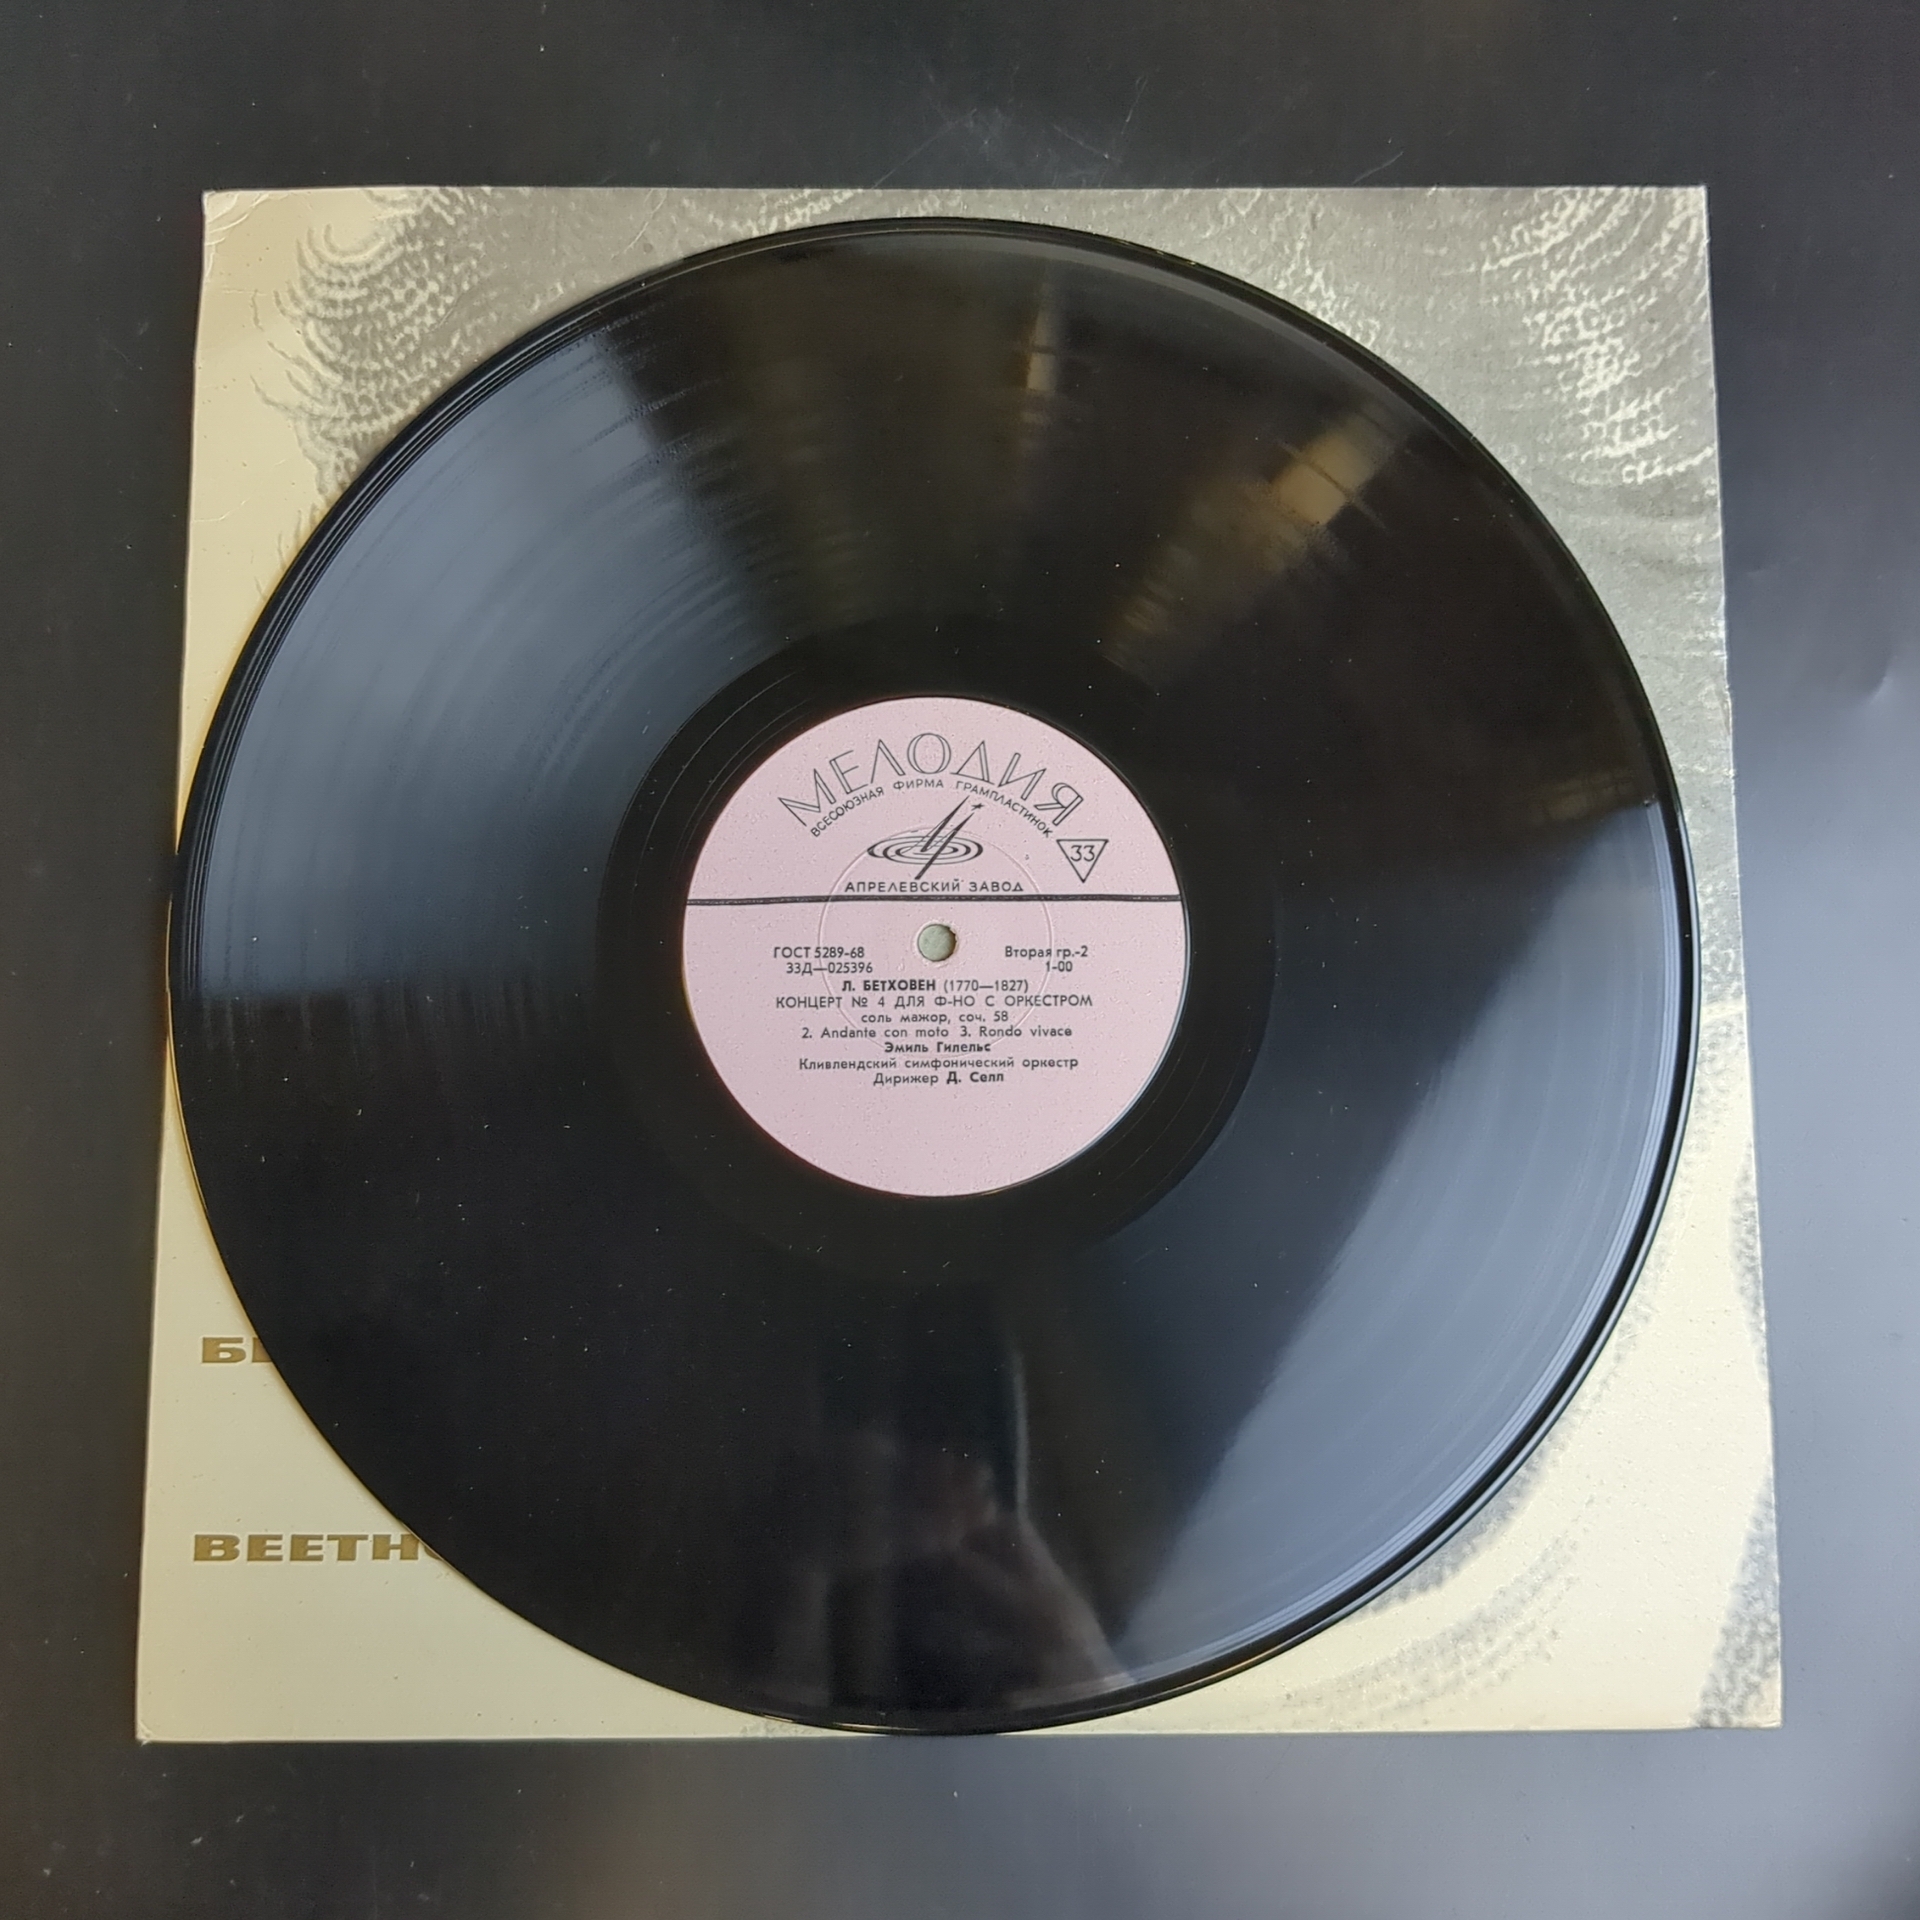 МЕЛОДИЯ
ВСЕСОЮЗНАЯ ФИРМА ГРАМПЛАСТИНОК
33
АПРЕЛЕВСКИЙ ЗАВОД
ГОСТ 5289-68 Вторая гр.-2
33Д—025396 1-00
Л. БЕТХОВЕН (1770—1827)
КОНЦЕРТ № 4 ДЛЯ Ф-НО С ОРКЕСТРОМ
соль мажор, соч. 58
2. Andante con moto 3. Rondo vivace
Эмиль Гилельс
Кливлендский симфонический оркестр
Дирижер Д. Селл